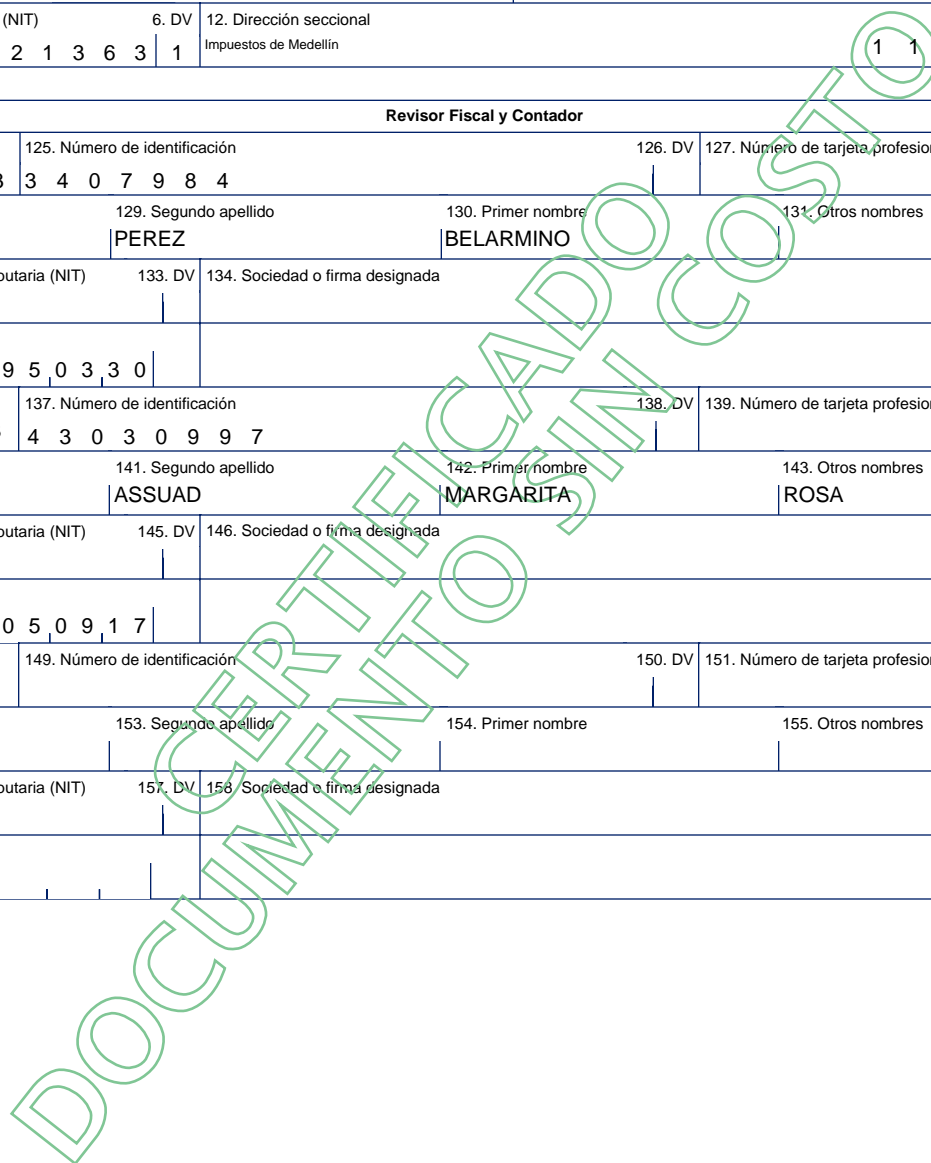 (NIT) 6. DV 12. Dirección seccional
2 1 3 6 3 1 Impuestos de Medellín 1 1
Revisor Fiscal y Contador
125. Número de identificación 126. DV 127. Número de tarjeta profesion
3 4 0 7 9 8 4
129. Segundo apellido 130. Primer nombre 131. Otros nombres
PEREZ BELARMINO
butaria (NIT) 133. DV 134. Sociedad o firma designada
9 5 0 3 3 0
137. Número de identificación 138. DV 139. Número de tarjeta profesion
4 3 0 3 0 9 9 7
141. Segundo apellido 142. Primer nombre 143. Otros nombres
ASSUAD MARGARITA ROSA
butaria (NIT) 145. DV 146. Sociedad o firma designada
0 5 0 9 1 7
149. Número de identificación 150. DV 151. Número de tarjeta profesion
153. Segundo apellido 154. Primer nombre 155. Otros nombres
butaria (NIT) 157. DV 158. Sociedad o firma designada
CERTIFICADO
DOCUMENTO SIN COSTO